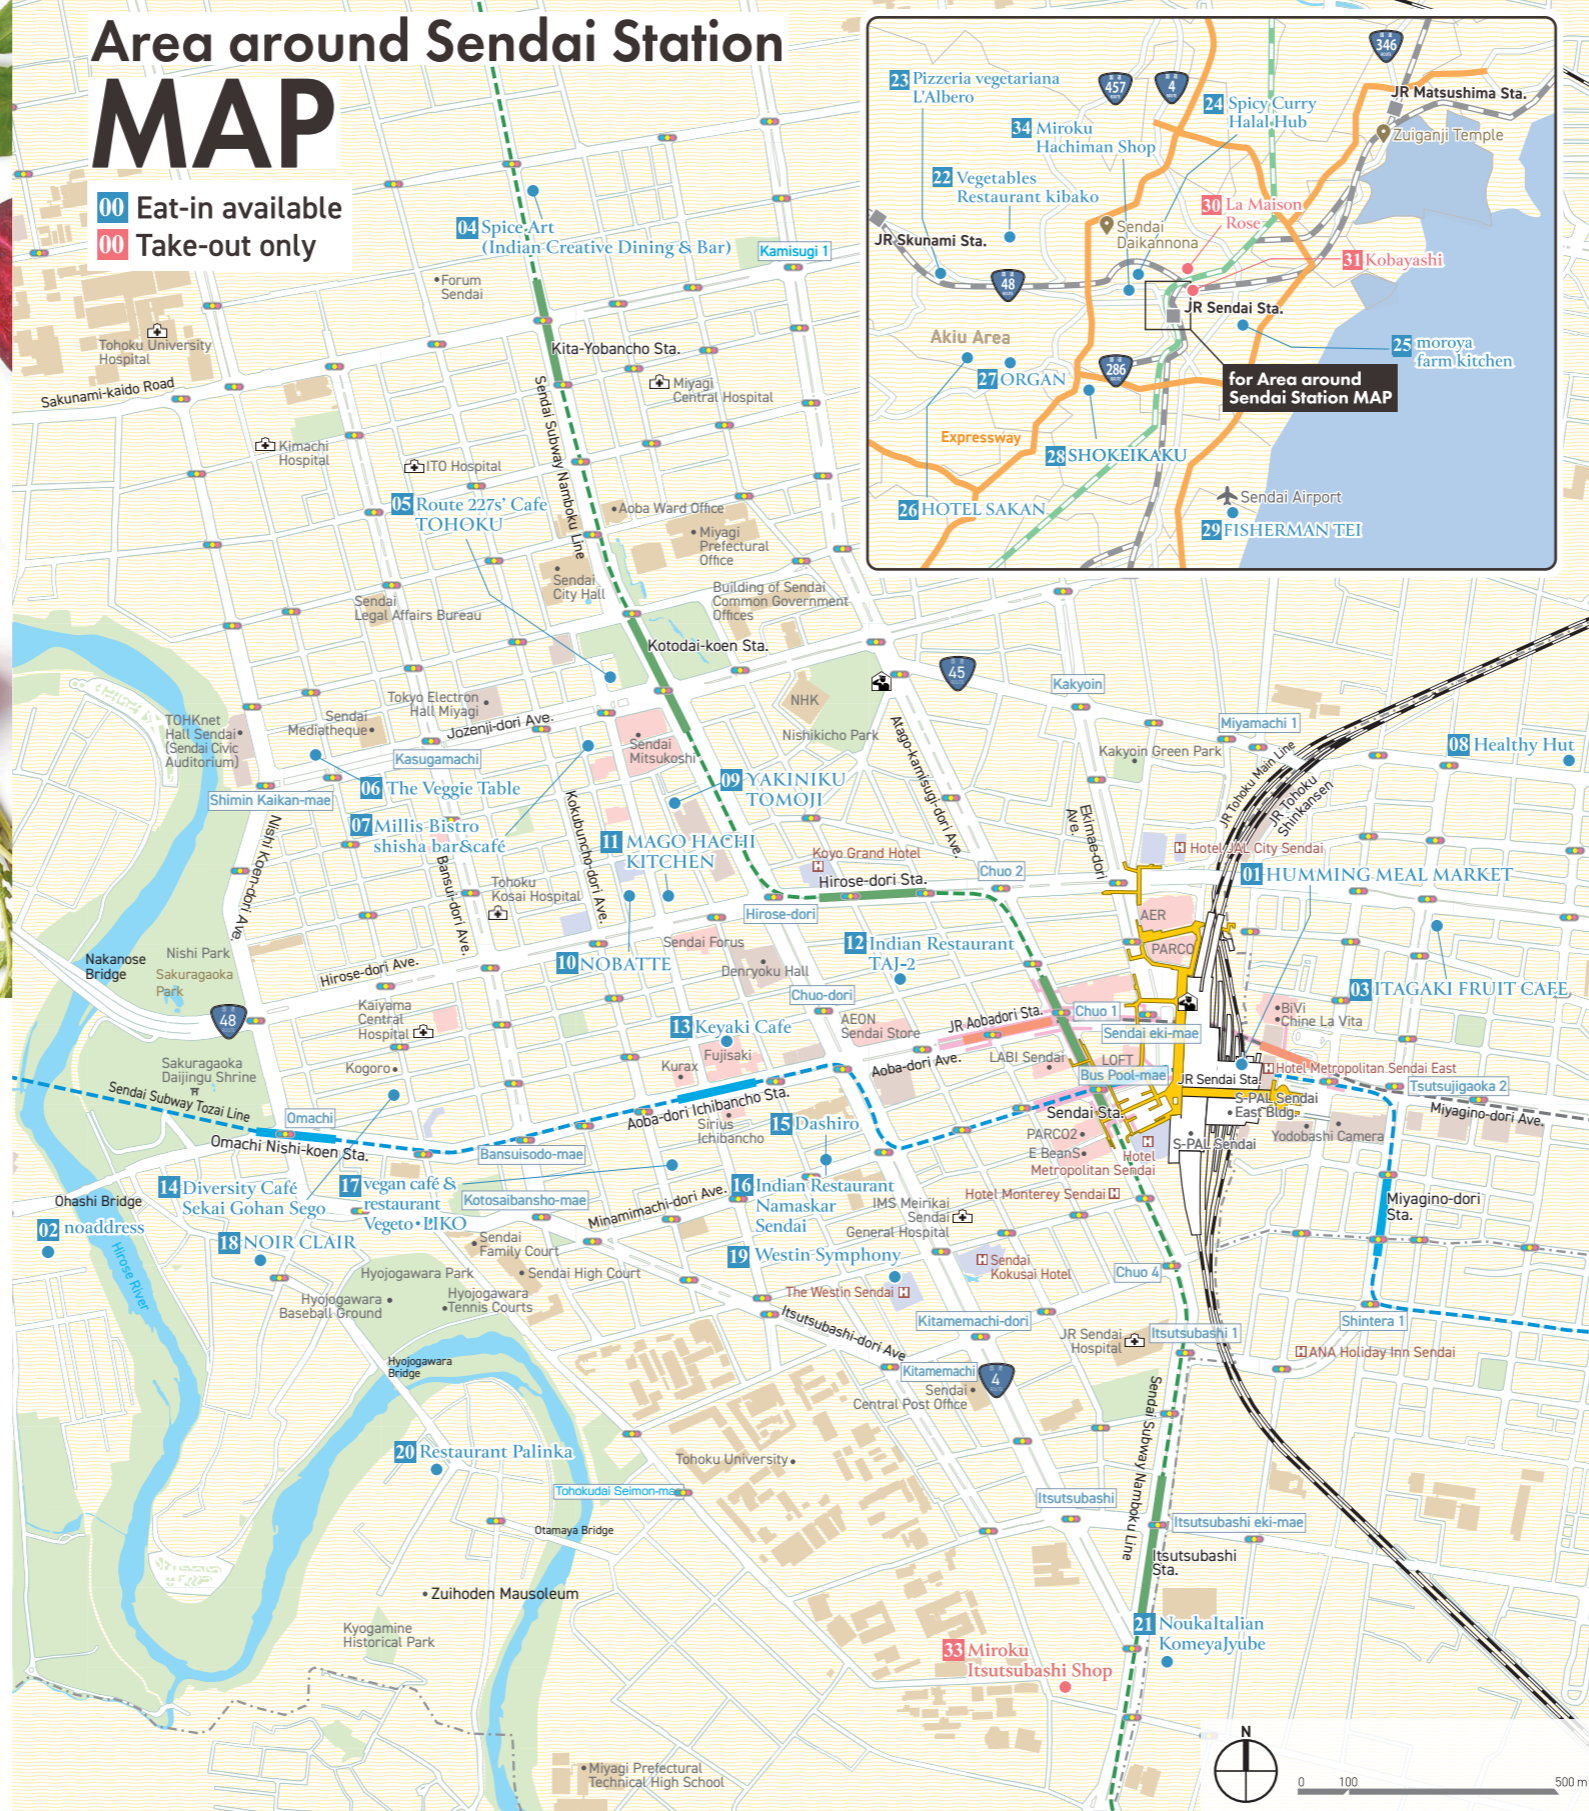 Area around Sendai Station
MAP
00 Eat-in available
00 Take-out only
23 Pizzeria vegetariana
L'Albero
457
4
346
JR Matsushima Sta.
24 Spicy Curry
Halal Hub
34 Miroku
Hachiman Shop
Zuiganji Temple
22 Vegetables
Restaurant kibako
30 La Maison
Rose
Sendai
Daikannona
JR Skunami Sta.
31 Kobayashi
48
JR Sendai Sta.
Akiu Area
25 moroya
farm kitchen
27 ORGAN
286
for Area around
Sendai Station MAP
Expressway
28 SHOKEIKAKU
26 HOTEL SAKAN
Sendai Airport
29 FISHERMAN TEI
04 Spice Art
(Indian Creative Dining & Bar)
Kamisugi 1
Forum
Sendai
Tohoku University
Hospital
Kita-Yobancho Sta.
Sakunami-kaido Road
Miyagi
Central Hospital
Sendai Subway Namboku Line
Kimachi
Hospital
ITO Hospital
05 Route 227s' Cafe
TOHOKU
Aoba Ward Office
Miyagi
Prefectural
Office
Sendai
City Hall
Building of Sendai
Common Government
Offices
Sendai
Legal Affairs Bureau
Kotodai-koen Sta.
45
Kakyoin
NHK
Tokyo Electron
Hall Miyagi
TOHKnet
Hall Sendai
(Sendai Civic
Auditorium)
Sendai
Mediatheque
Jozenji-dori Ave.
Nishikicho Park
Atago-kamisugi-dori Ave.
Miyamachi 1
Kakyoin Green Park
08 Healthy Hut
Kasugamachi
Sendai
Mitsukoshi
JR Tohoku Main Line
JR Tohoku
Shinkansen
06 The Veggie Table
09 YAKINIKU
TOMOJI
Shimin Kaikan-mae
Nishi Koen-dori Ave.
07 Millis Bistro
shisha bar&café
Kokubuncho-dori Ave.
11 MAGO HACHI
KITCHEN
Ekimae-dori
Ave.
Hotel JAL City Sendai
Koyo Grand Hotel
Bansui-dori Ave.
Chuo 2
01 HUMMING MEAL MARKET
Hirose-dori Sta.
Tohoku
Kosai Hospital
Hirose-dori
AER
Sendai Forus
12 Indian Restaurant
TAJ-2
PARCO
Nishi Park
Nakanose
Bridge
Sakuragaoka
Park
Hirose-dori Ave.
10 NOBATTE
Denryoku Hall
03 ITAGAKI FRUIT CAFE
Chuo-dori
Kaiyama
Central
Hospital
48
13 Keyaki Cafe
AEON
Sendai Store
JR Aobadori Sta.
Chuo 1
BiVi
Chine La Vita
Sendai eki-mae
Fujisaki
Kurax
Aoba-dori Ave.
LABI Sendai
LOFT
Bus Pool-mae
JR Sendai Sta.
Hotel Metropolitan Sendai East
Sakuragaoka
Daijingu Shrine
Kogoro
Tsutsujigaoka 2
Sendai Subway Tozai Line
Omachi
Aoba-dori Ichibancho Sta.
Sirius
Ichibancho
Sendai Sta.
S-PAL Sendai
East Bldg.
Miyagino-dori Ave.
15 Dashiro
PARCO2
E BeanS
S-PAL Sendai
Yodobashi Camera
Omachi Nishi-koen Sta.
Bansuisodo-mae
Hotel
Metropolitan Sendai
14 Diversity Café
Sekai Gohan Sego
17 vegan café &
restaurant
Vegeto•LIKO
Kotosaibansho-mae
16 Indian Restaurant
Namaskar
Sendai
Hotel Monterey Sendai
Miyagino-dori
Sta.
Ohashi Bridge
02 noaddress
Minamimachi-dori Ave.
IMS Meirikai
Sendai
General Hospital
18 NOIR CLAIR
Sendai
Family Court
19 Westin Symphony
Sendai
Kokusai Hotel
Chuo 4
Hirose River
Hyojogawara Park
Sendai High Court
Hyojogawara
Baseball Ground
Hyojogawara
Tennis Courts
The Westin Sendai
Itsutsubashi-dori Ave.
Kitamemachi-dori
Shintera 1
JR Sendai
Hospital
Itsutsubashi 1
ANA Holiday Inn Sendai
Hyojogawara
Bridge
Kitamemachi
4
Sendai
Central Post Office
20 Restaurant Palinka
Tohoku University
Sendai Subway Namboku Line
Tohokudai Seimon-mae
Itsutsubashi
Itsutsubashi eki-mae
Otamaya Bridge
Itsutsubashi
Sta.
Zuihoden Mausoleum
Kyogamine
Historical Park
21 NoukaItalian
KomeyaJyube
33 Miroku
Itsutsubashi Shop
Miyagi Prefectural
Technical High School
N
0 100 500 m